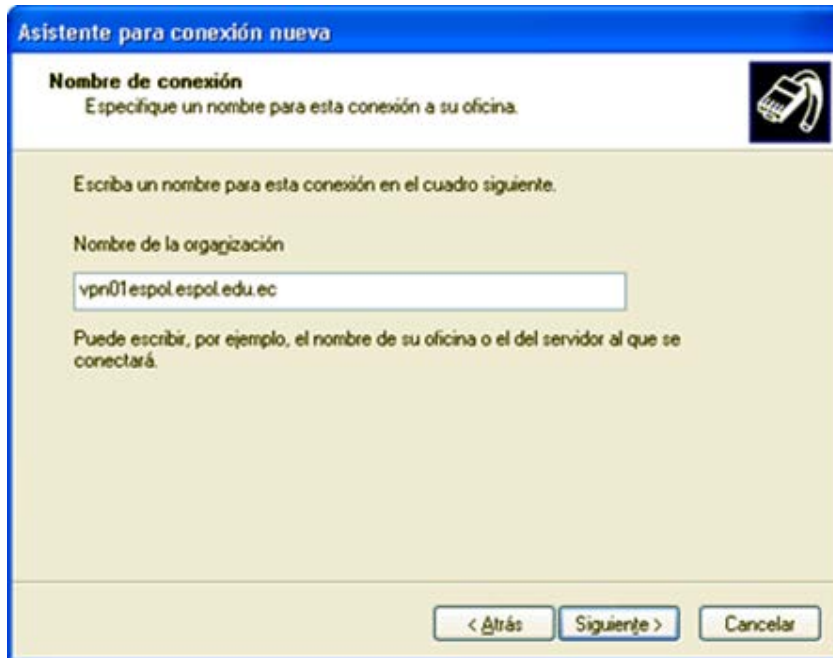 Asistente para conexión nueva
Nombre de conexión
Especifique un nombre para esta conexión a su oficina.
Escriba un nombre para esta conexión en el cuadro siguiente.
Nombre de la organización
vpn01espol.espol.edu.ec
Puede escribir, por ejemplo, el nombre de su oficina o el del servidor al que se
conectará.
< Atrás Siguiente > Cancelar